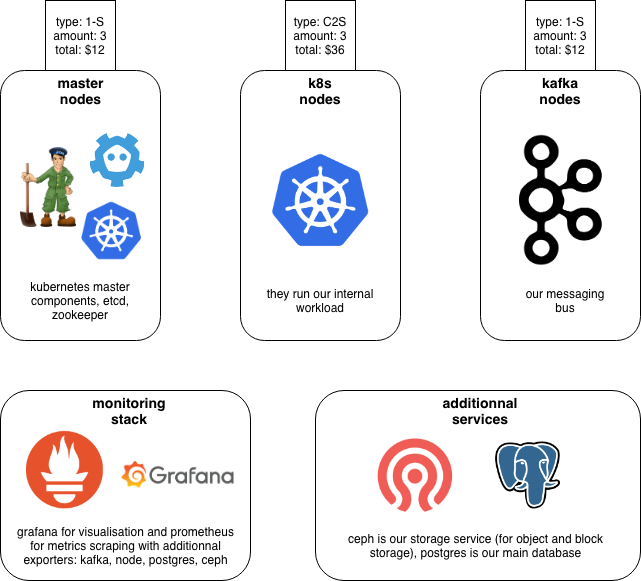 type: 1-S
amount: 3
total: $12
type: C2S
amount: 3
total: $36
type: 1-S
amount: 3
total: $12
master
nodes
kubernetes master
components, etcd,
zookeeper
k8s
nodes
they run our internal
workload
kafka
nodes
our messaging
bus
monitoring
stack
Grafana
grafana for visualisation and prometheus
for metrics scraping with additionnal
exporters: kafka, node, postgres, ceph
additionnal
services
ceph is our storage service (for object and block
storage), postgres is our main database